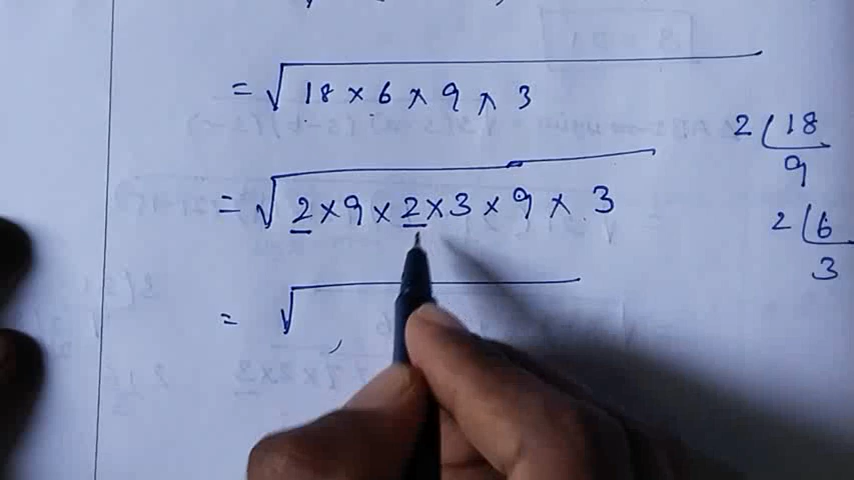 = √18 × 6 × 9 × 3
= √2 × 9 × 2 × 3 × 9 × 3
= √
2 ( 18
9
2 ( 6
3